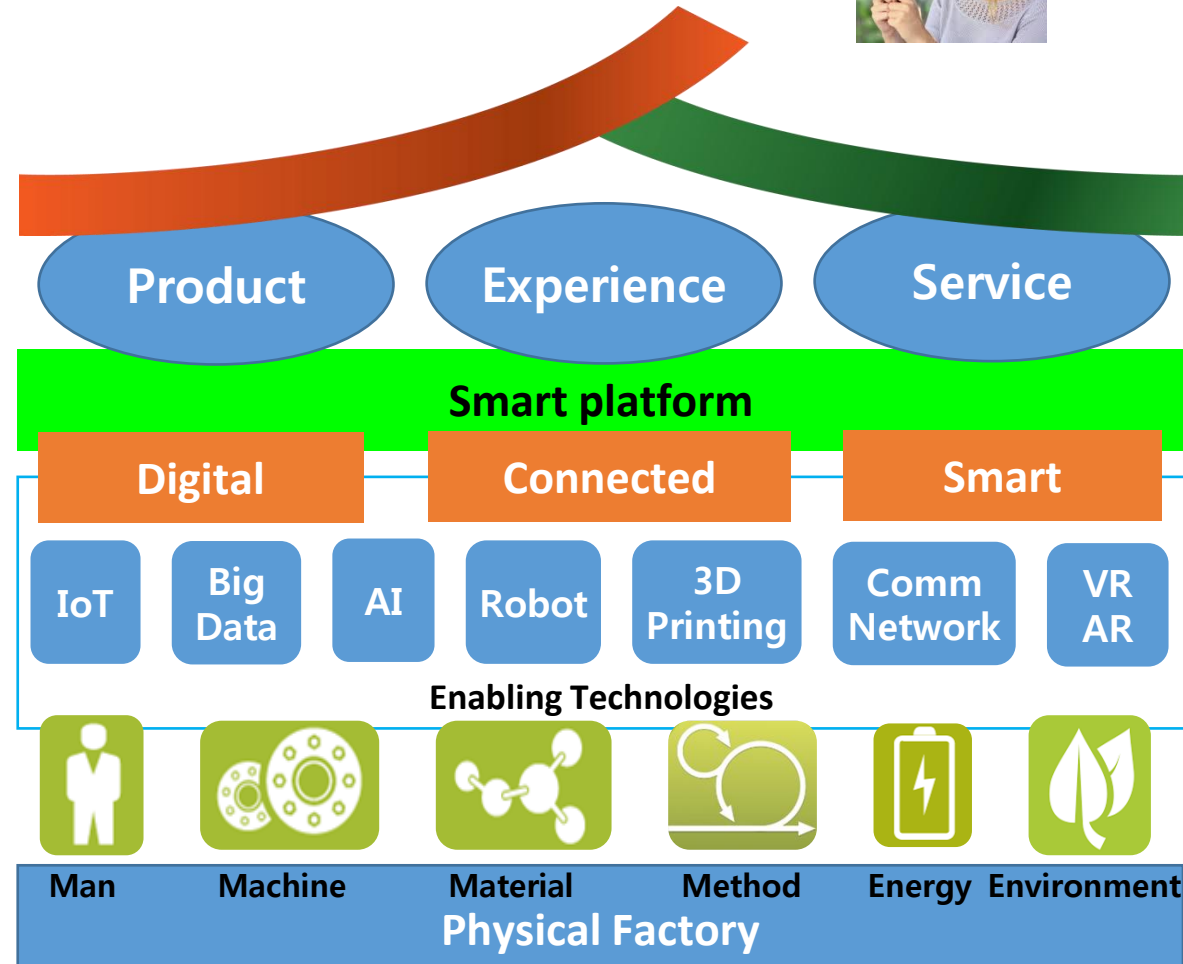 Product
Experience
Service
Smart platform
Digital
Connected
Smart
IoT
Big
Data
AI
Robot
3D
Printing
Comm
Network
VR
AR
Enabling Technologies
Man
Machine
Material
Method
Energy
Environment
Physical Factory